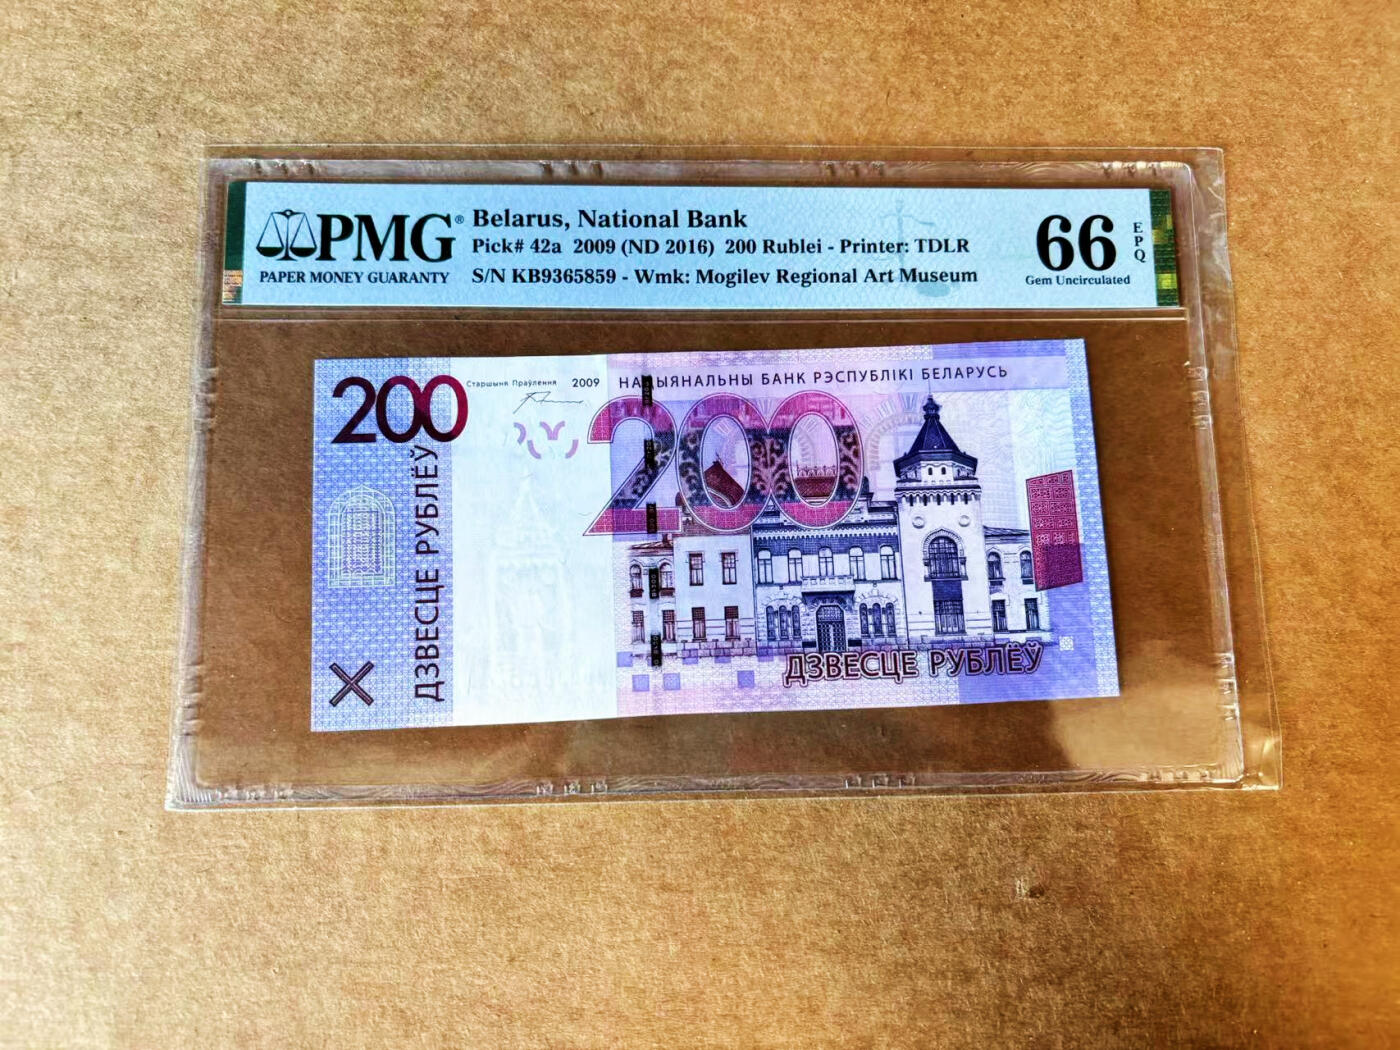 PMG®
PAPER MONEY GUARANTY
Belarus, National Bank
Pick# 42a 2009 (ND 2016) 200 Rublei - Printer: TDLR
S/N KB9365859 - Wmk: Mogilev Regional Art Museum
66
EPQ
Gem Uncirculated
200
Старшыня Праўлення 2009
НАЦЫЯНАЛЬНЫ БАНК РЭСПУБЛІКІ БЕЛАРУСЬ
200
ДЗВЕСЦЕ РУБЛЁЎ
ДЗВЕСЦЕ РУБЛЁЎ